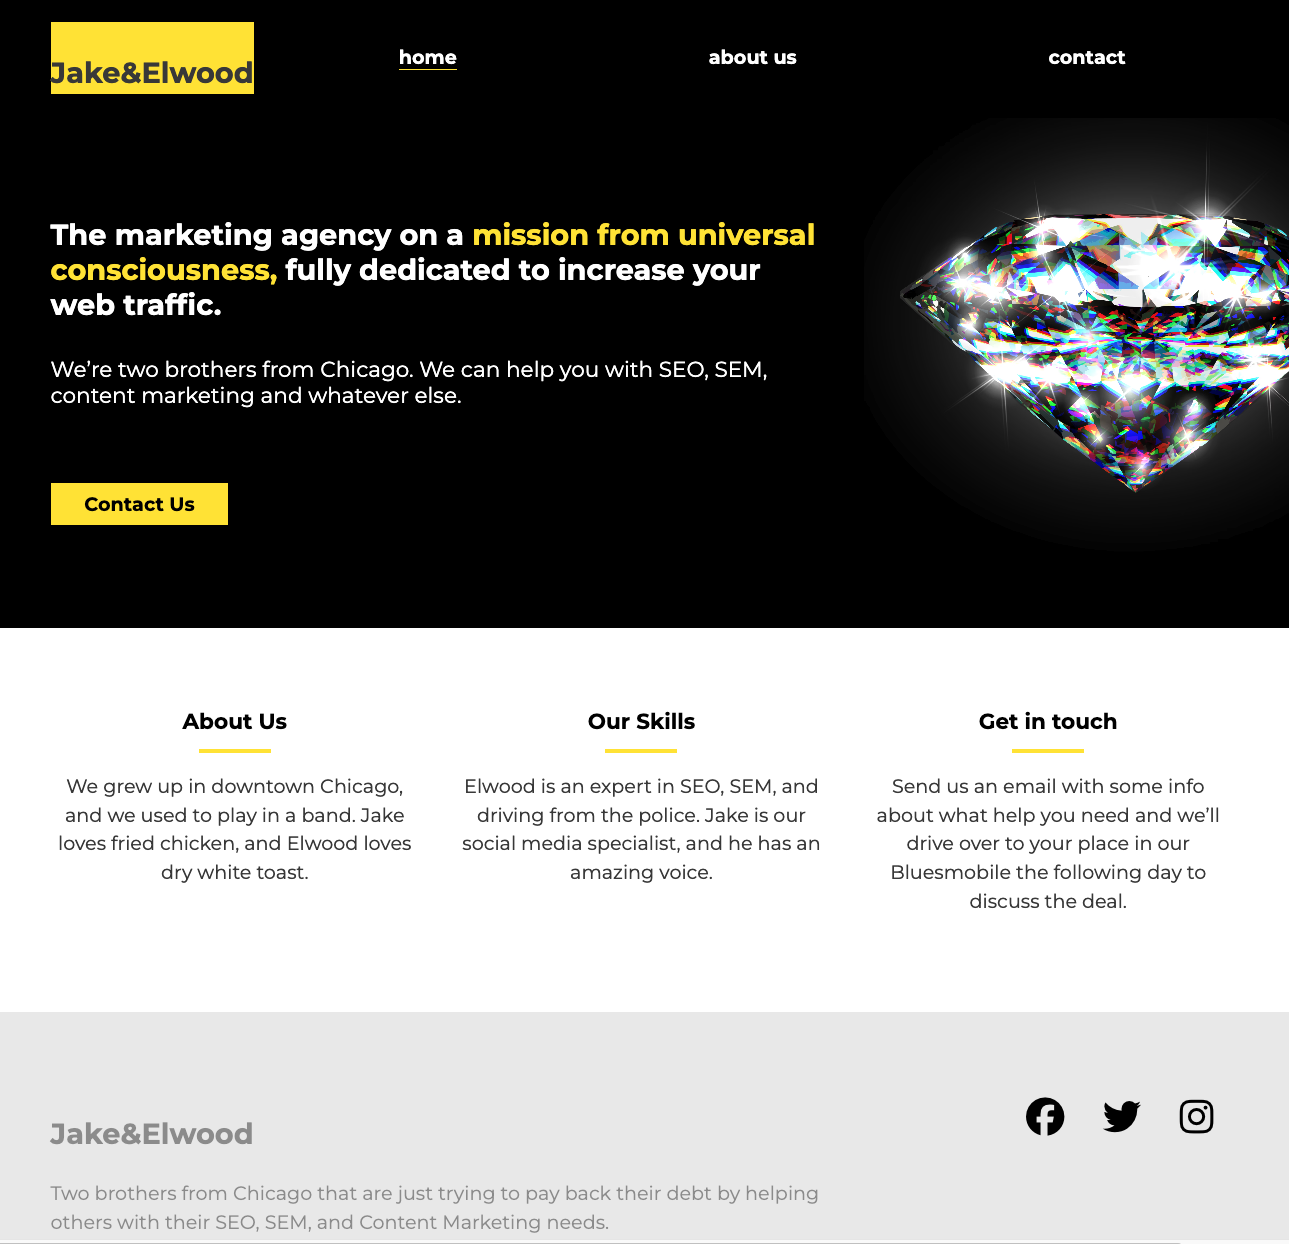 Jake&Elwood
home
about us
contact
The marketing agency on a mission from universal
consciousness, fully dedicated to increase your
web traffic.
We’re two brothers from Chicago. We can help you with SEO, SEM,
content marketing and whatever else.
Contact Us
About Us
We grew up in downtown Chicago,
and we used to play in a band. Jake
loves fried chicken, and Elwood loves
dry white toast.
Our Skills
Elwood is an expert in SEO, SEM, and
driving from the police. Jake is our
social media specialist, and he has an
amazing voice.
Get in touch
Send us an email with some info
about what help you need and we’ll
drive over to your place in our
Bluesmobile the following day to
discuss the deal.
Jake&Elwood
Two brothers from Chicago that are just trying to pay back their debt by helping
others with their SEO, SEM, and Content Marketing needs.